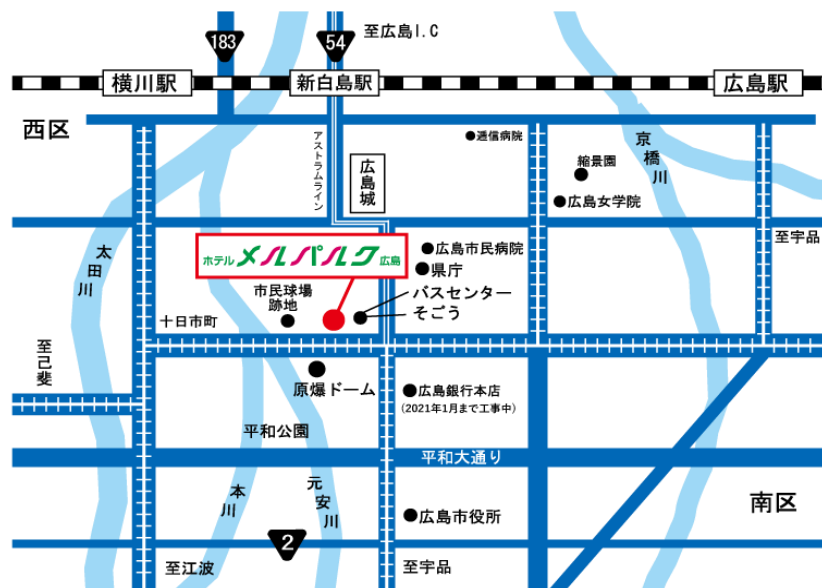 183
54
至広島I.C
横川駅
新白島駅
広島駅
西区
アストラムライン
広島城
逓信病院
縮景園
京橋川
広島女学院
至宇品
太田川
ホテルメルパルク広島
広島市民病院
県庁
バスセンター
そごう
市民球場
跡地
十日市町
至己斐
原爆ドーム
広島銀行本店
(2021年1月まで工事中)
平和公園
平和大通り
本川
元安川
南区
広島市役所
2
至江波
至宇品